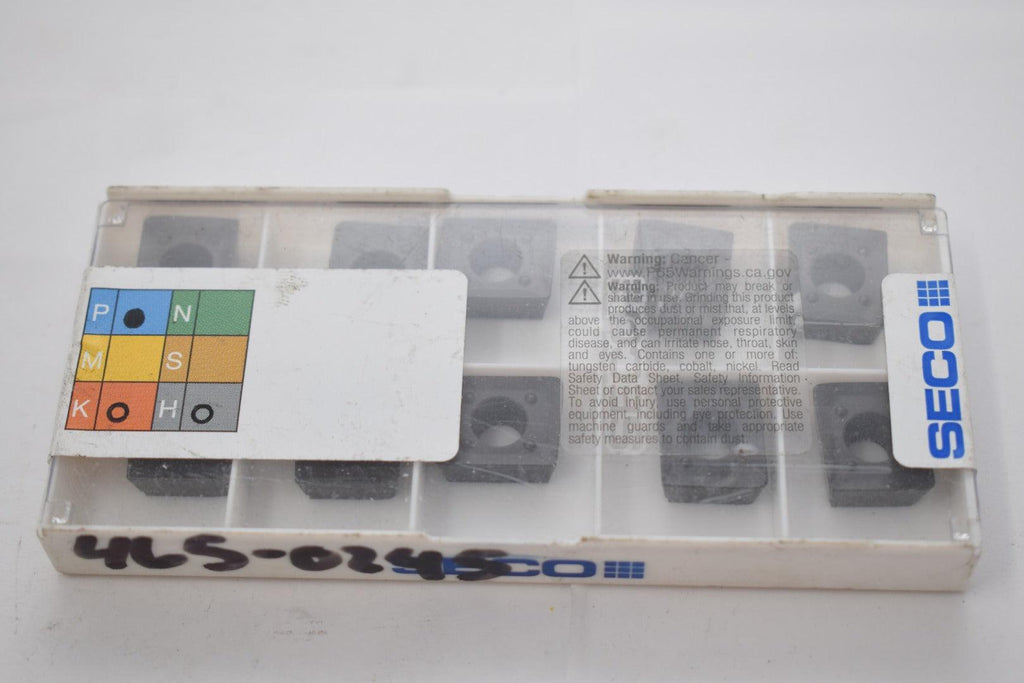 P N
M S
K H
Warning: Cancer -
www.P65Warnings.ca.gov
Warning: Product may break or
shatter in use. Grinding this product
produces dust or mist that, at levels
above the occupational exposure limit,
could cause permanent respiratory
disease, and can irritate nose, throat, skin
and eyes. Contains one or more of:
tungsten carbide, cobalt, nickel. Read
Safety Data Sheet, Safety Information
Sheet or contact your sales representative.
To avoid injury, use personal protective
equipment, including eye protection. Use
machine guards and take appropriate
safety measures to contain dust.
SECO
465-0245
SECO